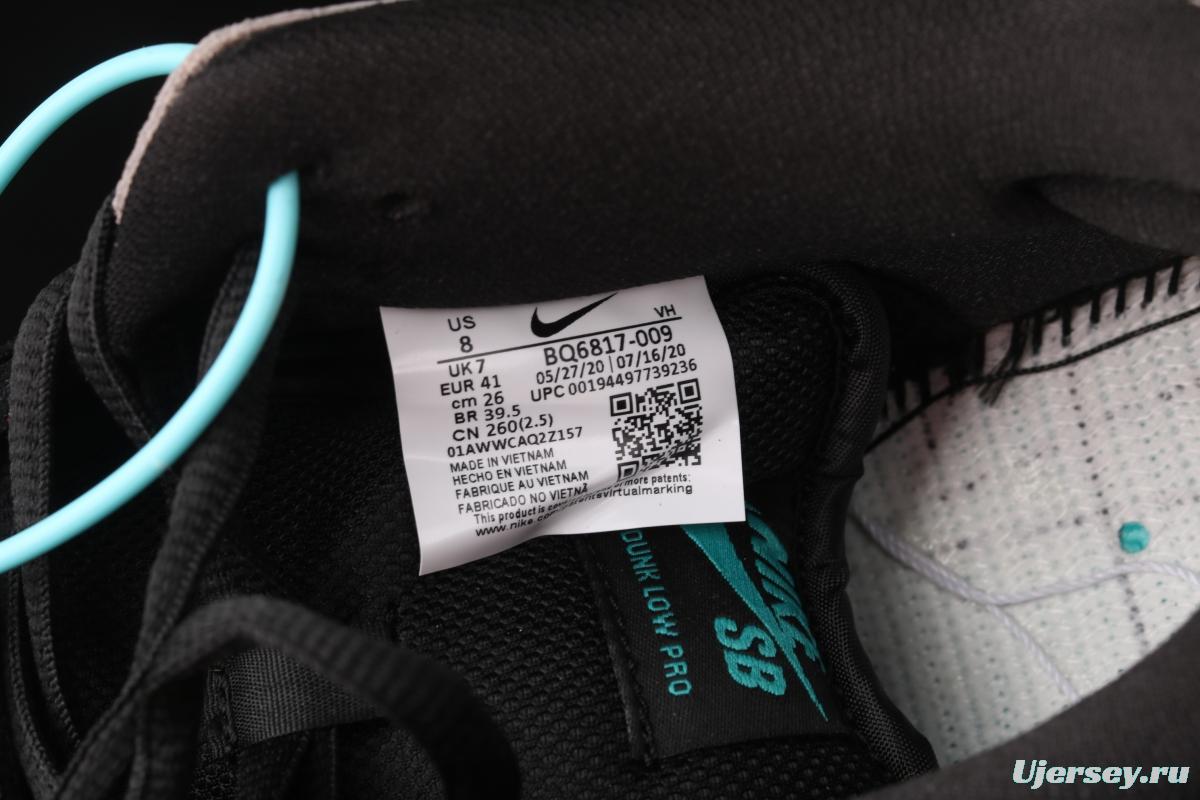 US
8
VH
UK 7
BQ6817-009
EUR 41
05/27/20 | 07/16/20
cm 26
UPC 00194497739236
BR 39.5
CN 260(2.5)
01AWWCAQ2Z157
MADE IN VIETNAM
HECHO EN VIETNAM
FABRIQUE AU VIETNAM
FABRICADO NO VIETNA
This product is or more patents:
www.nike virtualmarking
NIKE
SB
DUNK LOW PRO
Ujersey.ru